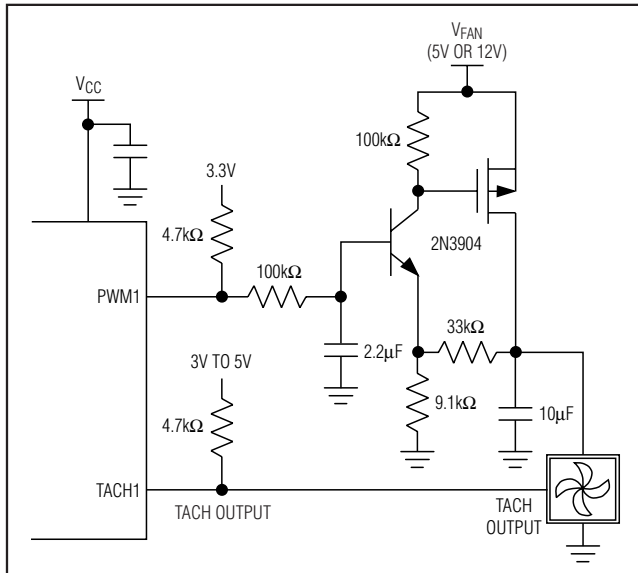 VFAN
(5V OR 12V)
VCC
100kΩ
3.3V
4.7kΩ
2N3904
100kΩ
PWM1
33kΩ
2.2µF
3V TO 5V
9.1kΩ
10µF
4.7kΩ
TACH1
TACH OUTPUT
TACH
OUTPUT